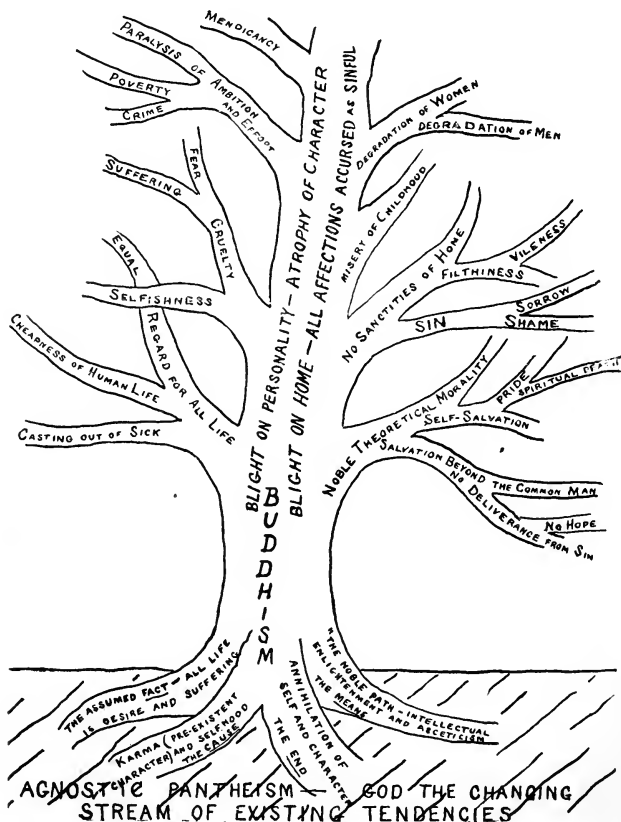 MENDICANCY
PARALYSIS OF AMBITION
AND EFFORT
POVERTY
CRIME
FEAR
SUFFERING
CRUELTY
SELFISHNESS
EQUAL
REGARD FOR ALL LIFE
CHEAPNESS OF HUMAN LIFE
CASTING OUT OF SICK
BLIGHT ON PERSONALITY — ATROPHY OF CHARACTER
BLIGHT ON HOME — ALL AFFECTIONS ACCURSED AS SINFUL
DEGRADATION OF WOMEN
DEGRADATION OF MEN
MISERY OF CHILDHOOD
NO SANCTITIES OF HOME
FILTHINESS
VILENESS
SIN
SORROW
SHAME
NOBLE THEORETICAL MORALITY
PRIDE
SPIRITUAL
SELF-SALVATION
SALVATION BEYOND THE COMMON MAN
NO DELIVERANCE FROM SIN
NO HOPE
BUDDHISM
THE ASSUMED FACT — ALL LIFE
IS DESIRE AND SUFFERING
KARMA (PRE-EXISTENT
CHARACTER) AND SELFHOOD
THE CAUSE
ANNIHILATION OF
SELF AND CHARACTER
THE END
"THE NOBLE PATH — INTELLECTUAL
ENLIGHTENMENT AND ASCETICISM
THE MEANS
AGNOSTIC PANTHEISM — GOD THE CHANGING
STREAM OF EXISTING TENDENCIES